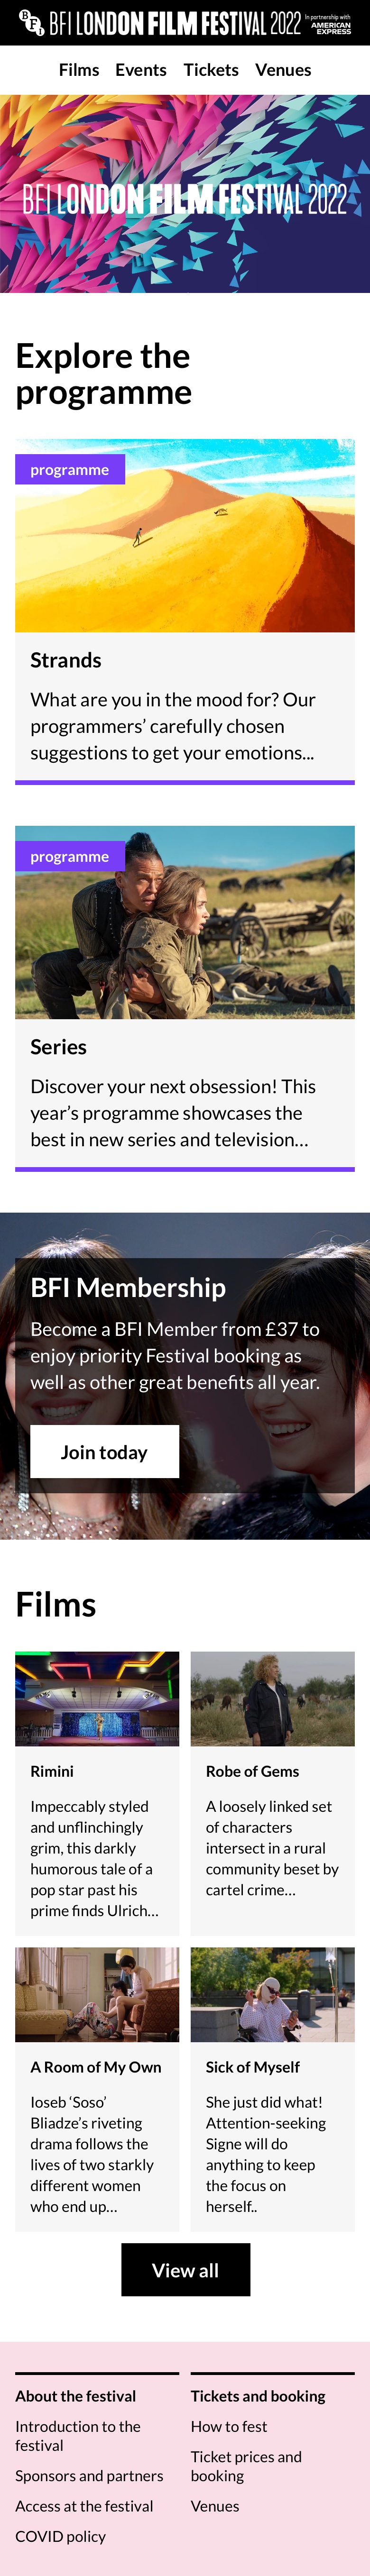 BFI
BFI LONDON FILM FESTIVAL 2022
In partnership with
AMERICAN
EXPRESS
Films Events Tickets Venues
BFI LONDON FILM FESTIVAL 2022
Explore the
programme
programme
Strands
What are you in the mood for? Our
programmers’ carefully chosen
suggestions to get your emotions...
programme
Series
Discover your next obsession! This
year’s programme showcases the
best in new series and television...
BFI Membership
Become a BFI Member from £37 to
enjoy priority Festival booking as
well as other great benefits all year.
Join today
Films
Rimini
Impeccably styled
and unflinchingly
grim, this darkly
humorous tale of a
pop star past his
prime finds Ulrich...
Robe of Gems
A loosely linked set
of characters
intersect in a rural
community beset by
cartel crime...
A Room of My Own
Ioseb ‘Soso’
Bliadze’s riveting
drama follows the
lives of two starkly
different women
who end up...
Sick of Myself
She just did what!
Attention-seeking
Signe will do
anything to keep
the focus on
herself..
View all
About the festival
Introduction to the
festival
Sponsors and partners
Access at the festival
COVID policy
Tickets and booking
How to fest
Ticket prices and
booking
Venues